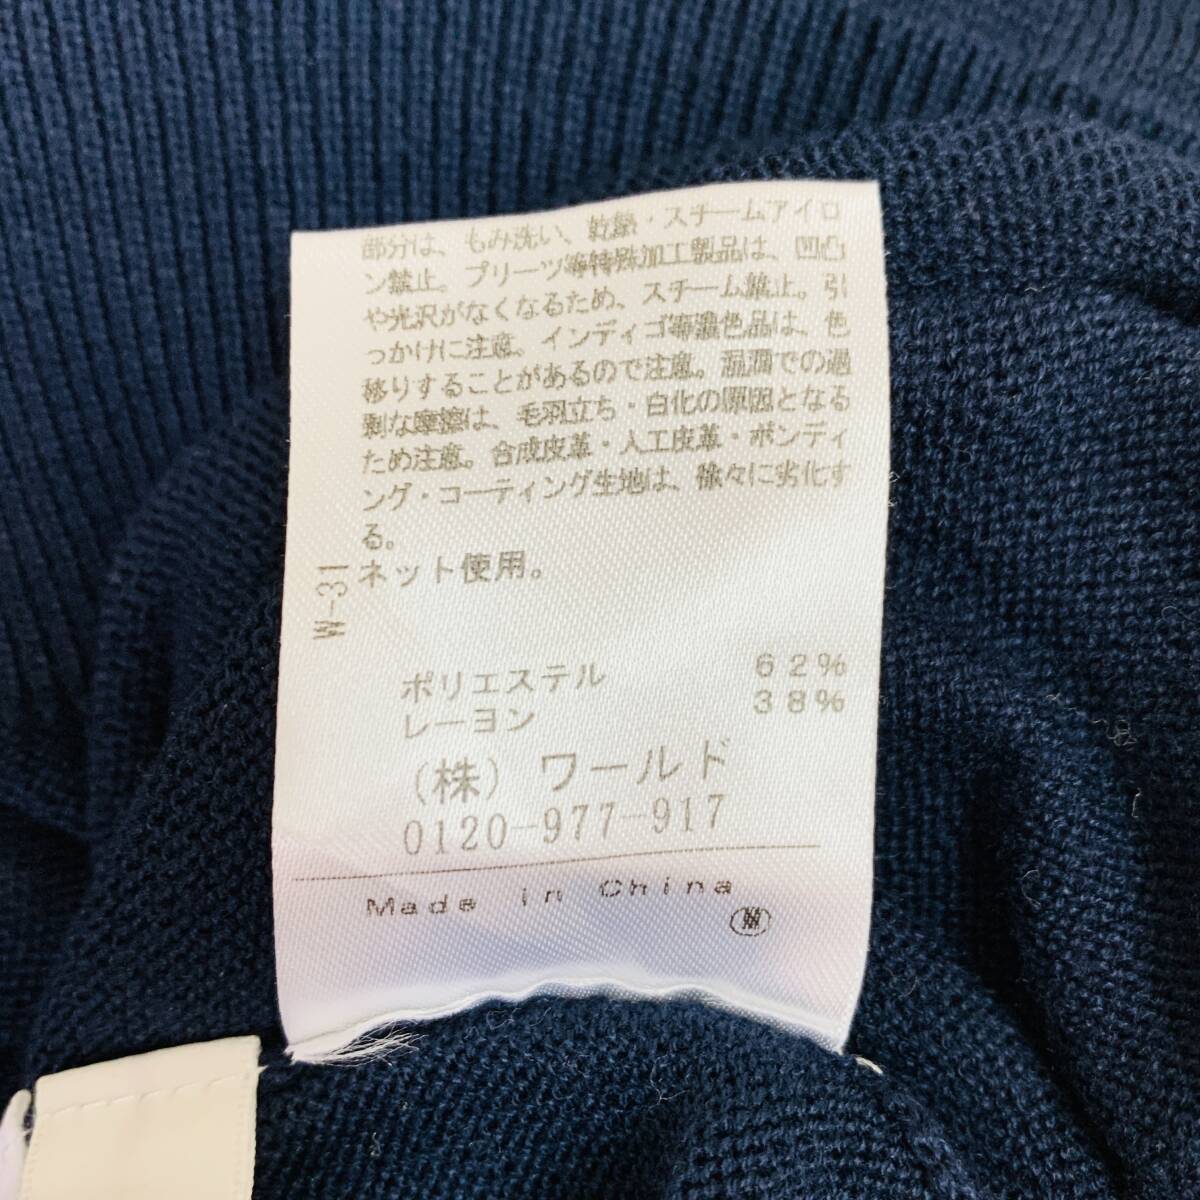 部分は、もみ洗い、乾燥・スチームアイロ
ン禁止。プリーツ等特殊加工製品は、凹凸
や光沢がなくなるため、スチーム禁止。引
っかけに注意。インディゴ等濃色品は、色
移りすることがあるので注意。湿潤での過
剰な摩擦は、毛羽立ち・白化の原因となる
ため注意。合成皮革・人工皮革・ボンディ
ング・コーティング生地は、徐々に劣化す
る。
ネット使用。
W-31
ポリエステル 62%
レーヨン 38%
(株) ワールド
0120-977-917
Made in China